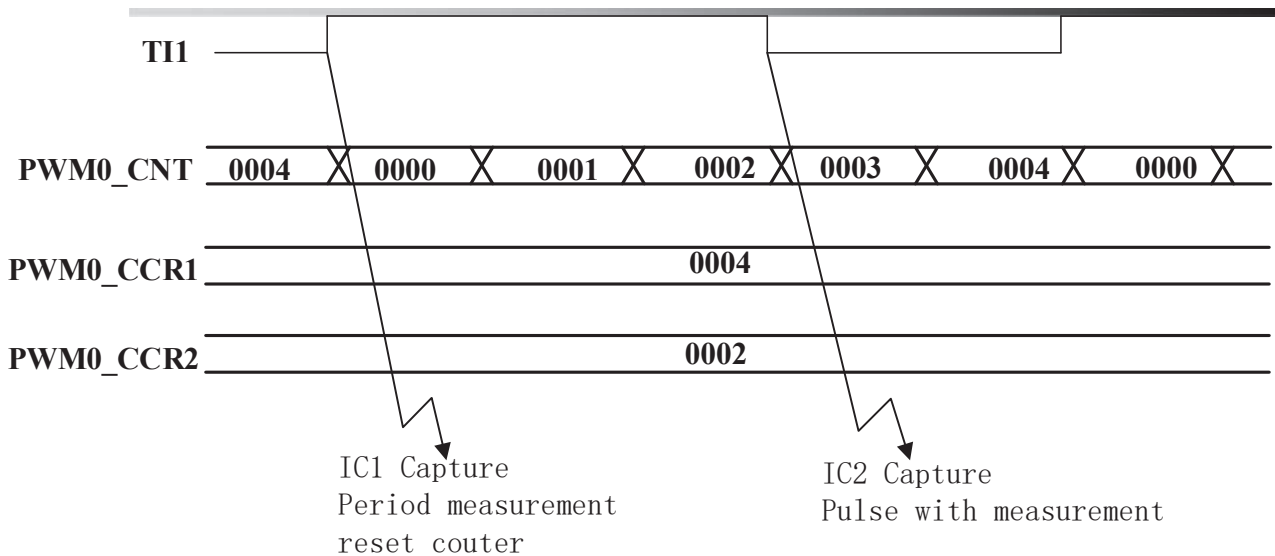 TI1
PWM0_CNT 0004 0000 0001 0002 0003 0004 0000
PWM0_CCR1 0004
PWM0_CCR2 0002
IC1 Capture
Period measurement
reset couter
IC2 Capture
Pulse with measurement